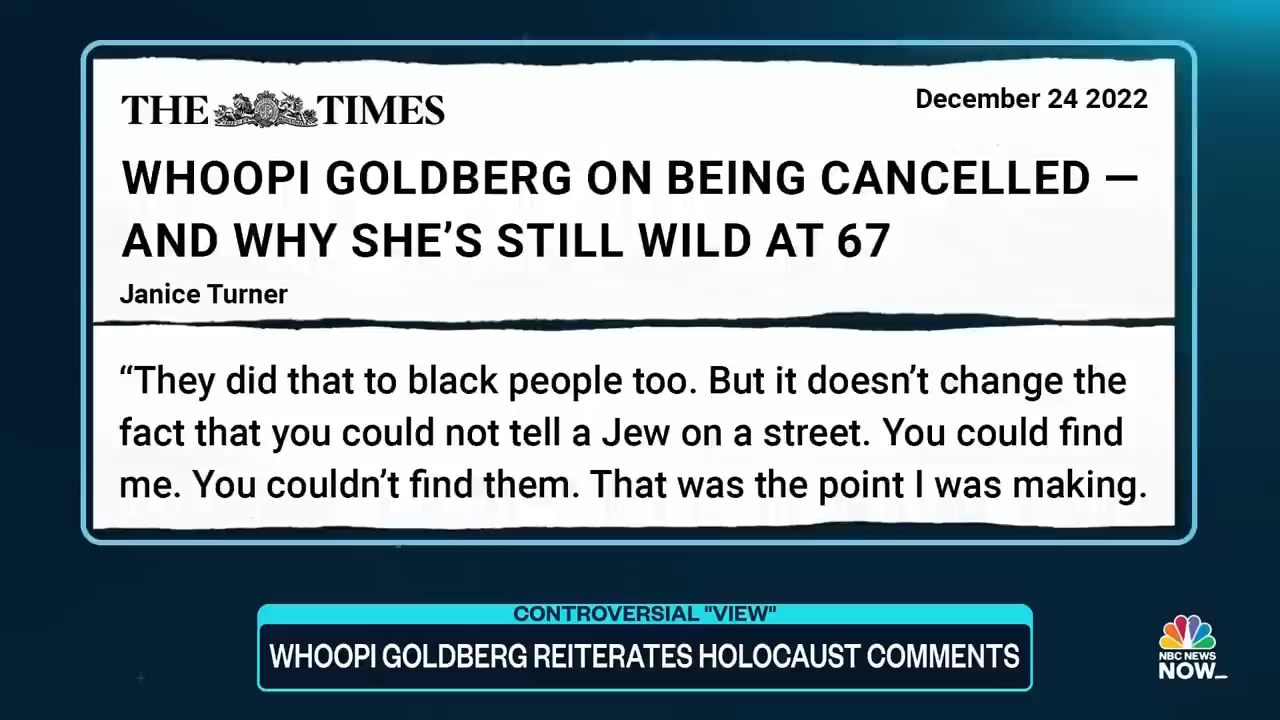 THE TIMES
December 24 2022
WHOOPI GOLDBERG ON BEING CANCELLED —
AND WHY SHE’S STILL WILD AT 67
Janice Turner
“They did that to black people too. But it doesn’t change the
fact that you could not tell a Jew on a street. You could find
me. You couldn’t find them. That was the point I was making.
CONTROVERSIAL "VIEW"
WHOOPI GOLDBERG REITERATES HOLOCAUST COMMENTS
NBC NEWS
NOW_